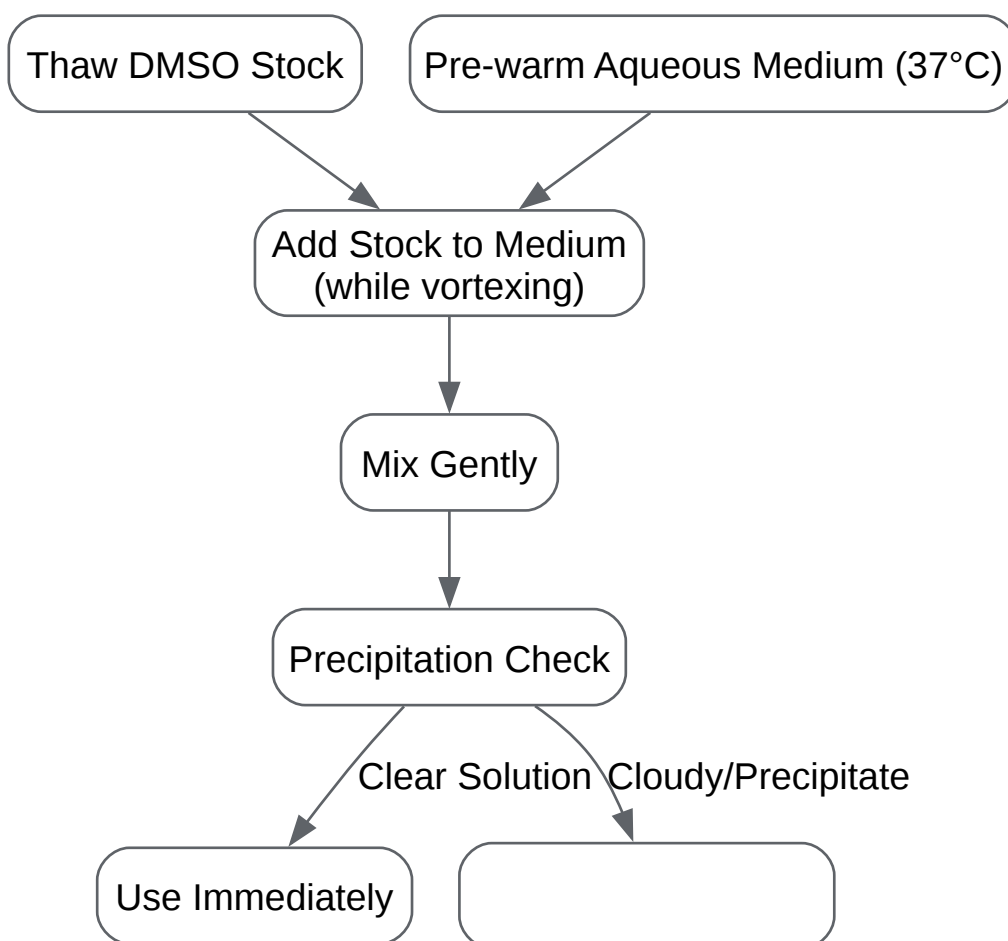 Thaw DMSO Stock
Pre-warm Aqueous Medium (37°C)
Add Stock to Medium
(while vortexing)
Mix Gently
Precipitation Check
Clear Solution
Cloudy/Precipitate
Use Immediately